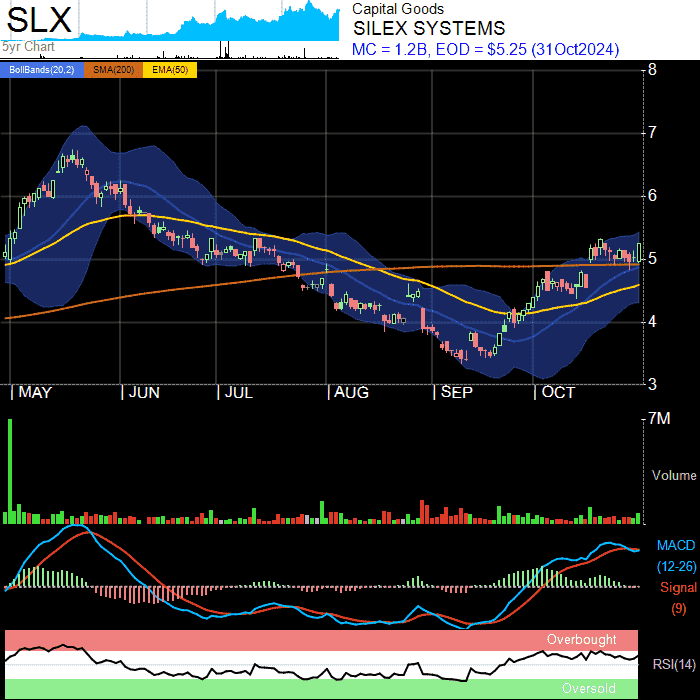 SLX
5yr Chart
Capital Goods
SILEX SYSTEMS
MC = 1.2B, EOD = $5.25 (31Oct2024)
BollBands(20,2) SMA(200) EMA(50)
8
7
6
5
4
3
MAY JUN JUL AUG SEP OCT
7M
Volume
MACD
(12-26)
Signal
(9)
Overbought
RSI(14)
Oversold